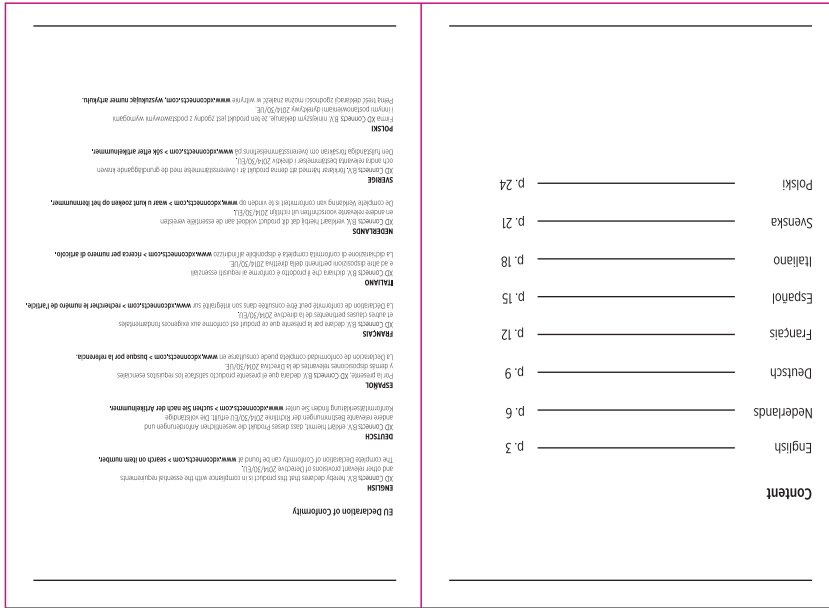 Content
English p. 3
Nederlands p. 6
Deutsch p. 9
Français p. 12
Español p. 15
Italiano p. 18
Svenska p. 21
Polski p. 24
EU Declaration of Conformity
ENGLISH
XD Connects B.V. hereby declares that this product is in compliance with the essential requirements
and other relevant provisions of Derective 2014/30/EU.
The complete Declaration of Conformity can be found at www.xdconnects.com > search on item number.
DEUTSCH
XD Connects B.V. erklärt hiermit, dass dieses Produkt die wesentlichen Anforderungen und
andere relevante Bestimmungen der Richtlinie 2014/30/EU erfüllt. Die vollständige
Konformitätserklärung finden Sie unter www.xdconnects.com > suchen Sie nach der Artikelnummer.
ESPAÑOL
Por la presente, XD Connects B.V. declara que el presente producto satisface los requisitos esenciales
y demás disposiciones relevantes de la Directiva 2014/30/UE.
La Declaración de conformidad completa puede consultarse en www.xdconnects.com > busque por la referencia.
FRANÇAIS
XD Connects B.V. déclare par la présente que ce produit est conforme aux exigences fondamentales
et autres clauses pertinentes de la directive 2014/30/EU.
La Déclaration de conformité peut être consultée dans son intégralité sur www.xdconnects.com > rechercher le numéro de l'article.
ITALIANO
XD Connects B.V. dichiara che il prodotto è conforme ai requisiti essenziali
e ad altre disposizioni pertinenti della direttiva 2014/30/UE.
La dichiarazione di conformità completa è disponibile all'indirizzo www.xdconnects.com > ricerca per numero di articolo.
NEDERLANDS
XD Connects B.V. verklaart hierbij dat dit product voldoet aan de essentiële vereisten
en andere relevante voorschriften uit richtlijn 2014/30/EU.
De complete Verklaring van conformiteit is te vinden op www.xdconnects.com > waar u kunt zoeken op het itemnummer.
SVERIGE
XD Connects B.V. förklarar härmed att denna produkt är i överensstämmelse med de grundläggande kraven
och andra relevanta bestämmelser i direktiv 2014/30/EU.
Den fullständiga försäkran om överensstämmelsefinns på www.xdconnects.com > sök efter artikelnummer.
POLSKI
Firma XD Connects B.V. niniejszym deklaruje, że ten produkt jest zgodny z podstawowymi wymogami
i innymi postanowieniami dyrektywy 2014/30/UE.
Pełną treść deklaracji zgodności można znaleźć w witrynie www.xdconnects.com, wyszukując numer artykułu.